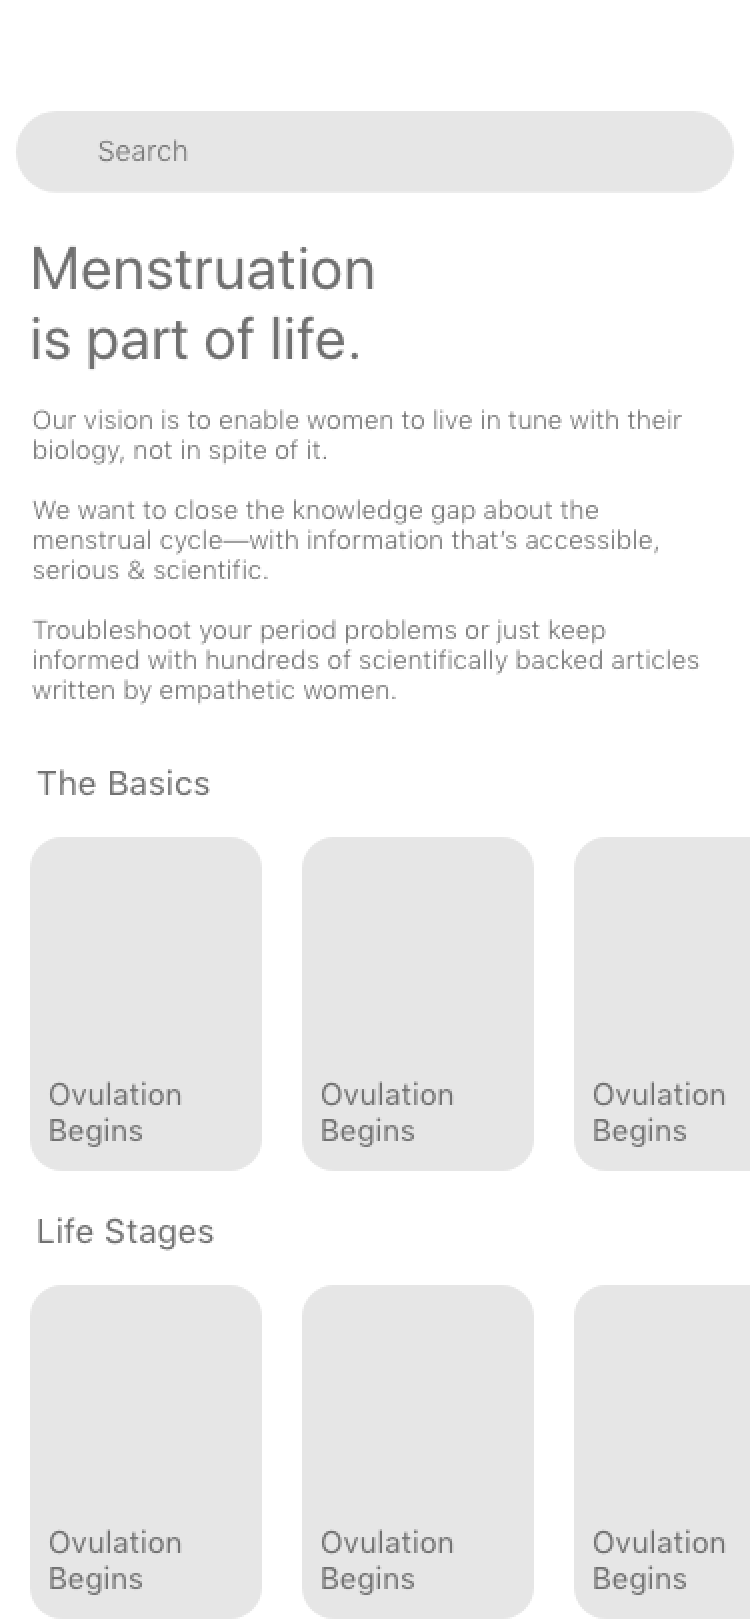 Search
Menstruation
is part of life.
Our vision is to enable women to live in tune with their
biology, not in spite of it.
We want to close the knowledge gap about the
menstrual cycle—with information that's accessible,
serious & scientific.
Troubleshoot your period problems or just keep
informed with hundreds of scientifically backed articles
written by empathetic women.
The Basics
Ovulation
Begins
Ovulation
Begins
Ovulation
Begins
Life Stages
Ovulation
Begins
Ovulation
Begins
Ovulation
Begins